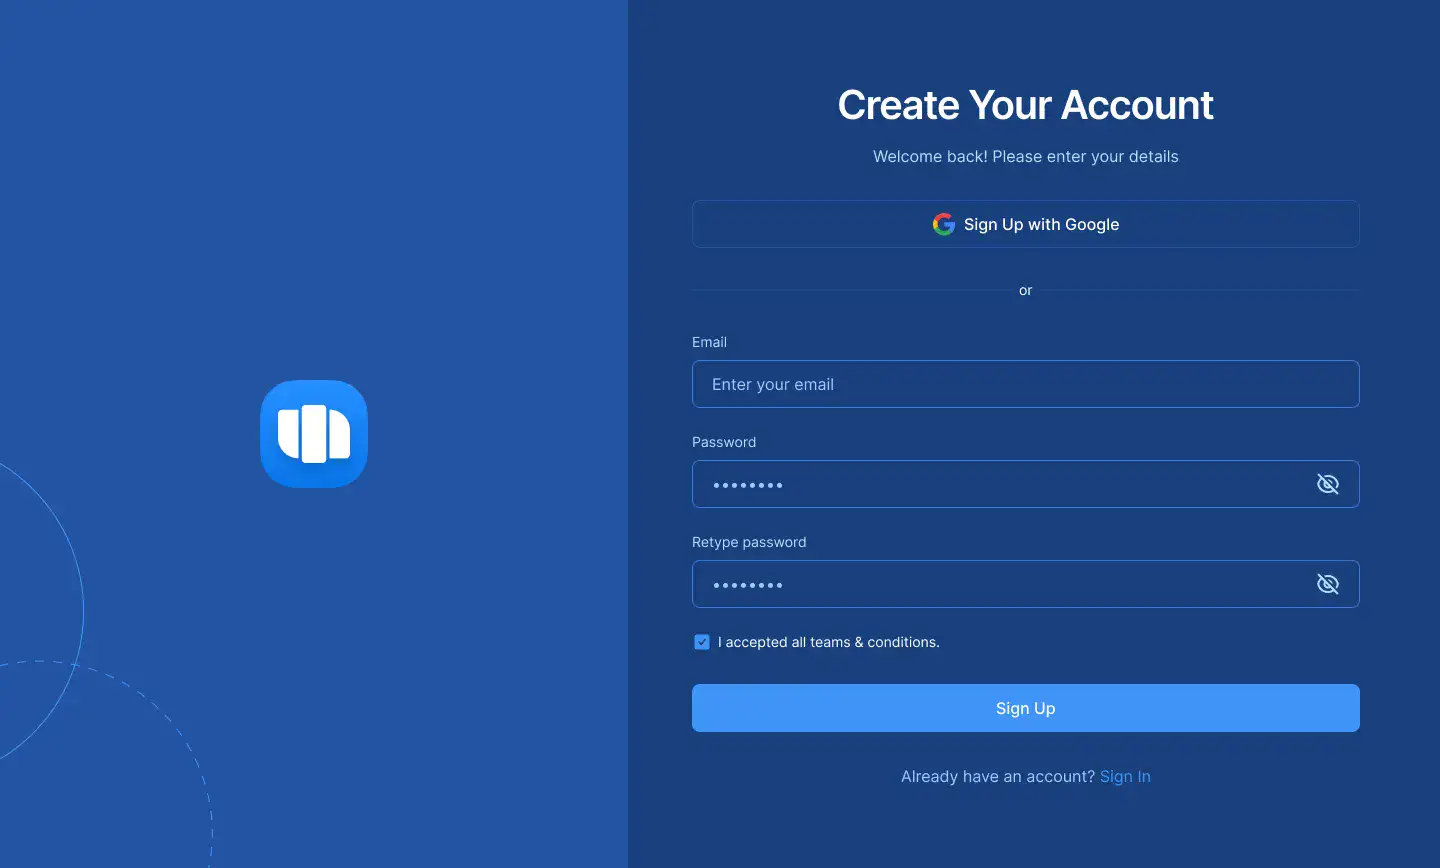 Create Your Account
Welcome back! Please enter your details
Sign Up with Google
or
Email
Enter your email
Password
••••••••
Retype password
••••••••
I accepted all teams & conditions.
Sign Up
Already have an account? Sign In